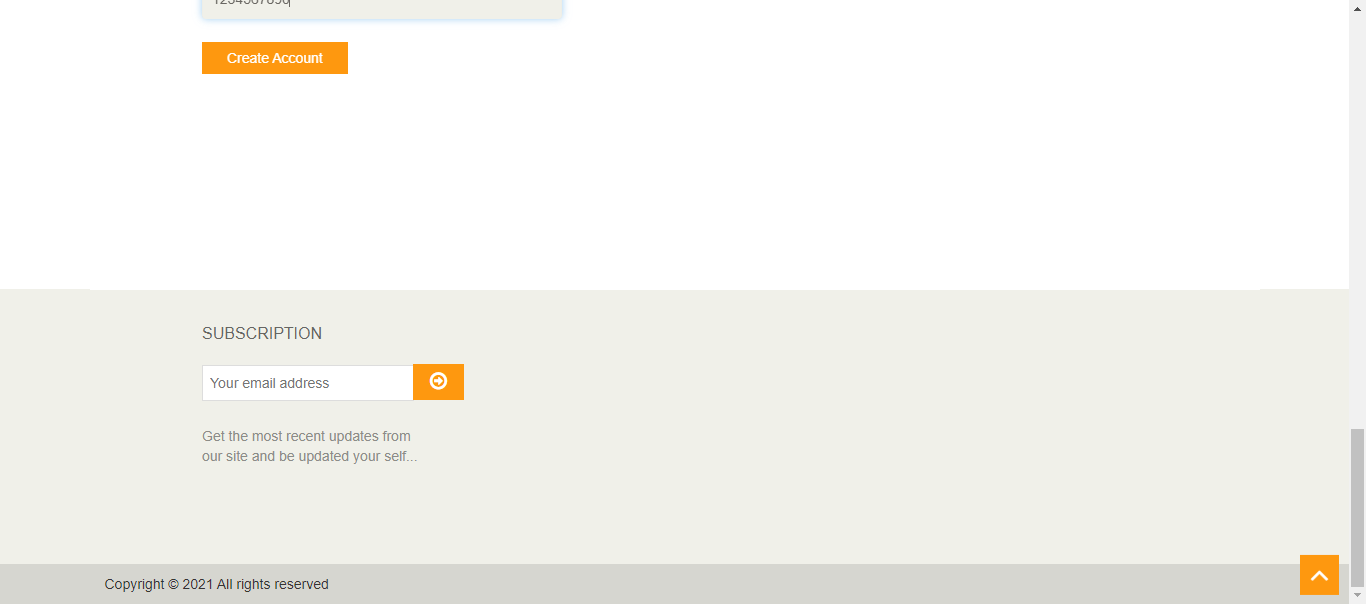 Create Account
SUBSCRIPTION
Your email address
Get the most recent updates from
our site and be updated your self...
Copyright © 2021 All rights reserved